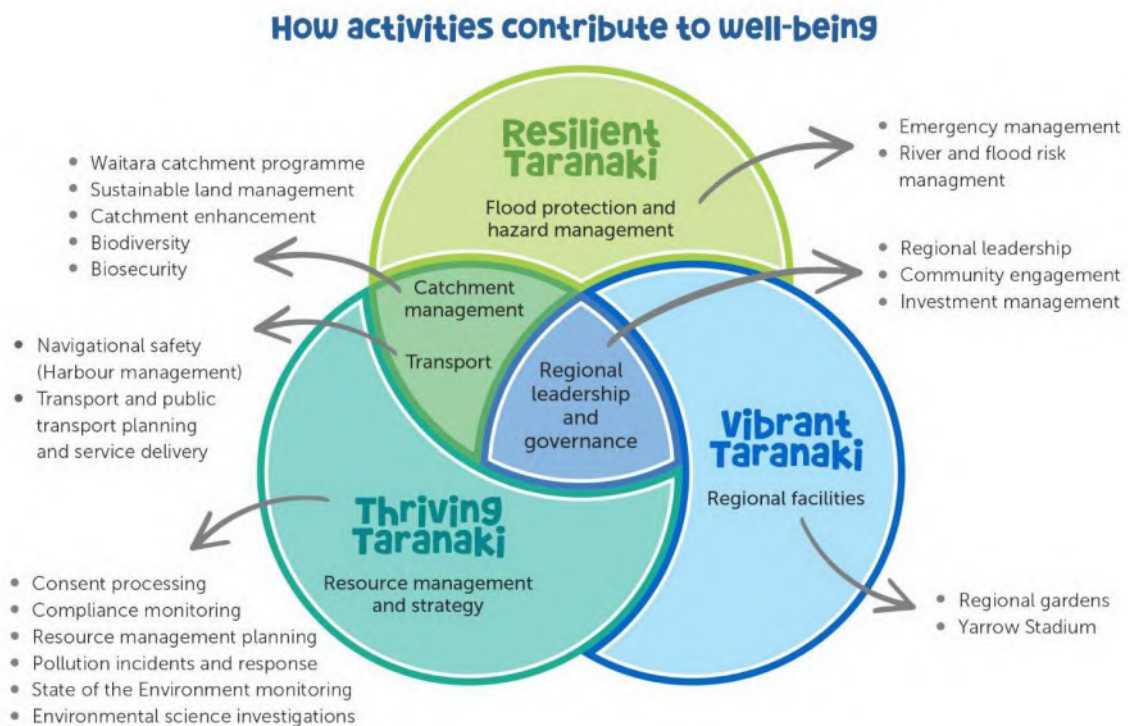 How activities contribute to well-being
Resilient
Taranaki
Flood protection and
hazard management
Emergency management
River and flood risk
managment
Waitara catchment programme
Sustainable land management
Catchment enhancement
Biodiversity
Biosecurity
Regional leadership
Community engagement
Investment management
Catchment
management
Transport
Navigational safety
(Harbour management)
Transport and public
transport planning
and service delivery
Regional
leadership
and
governance
Vibrant
Taranaki
Regional facilities
Thriving
Taranaki
Resource management
and strategy
Consent processing
Compliance monitoring
Resource management planning
Pollution incidents and response
State of the Environment monitoring
Environmental science investigations
Regional gardens
Yarrow Stadium